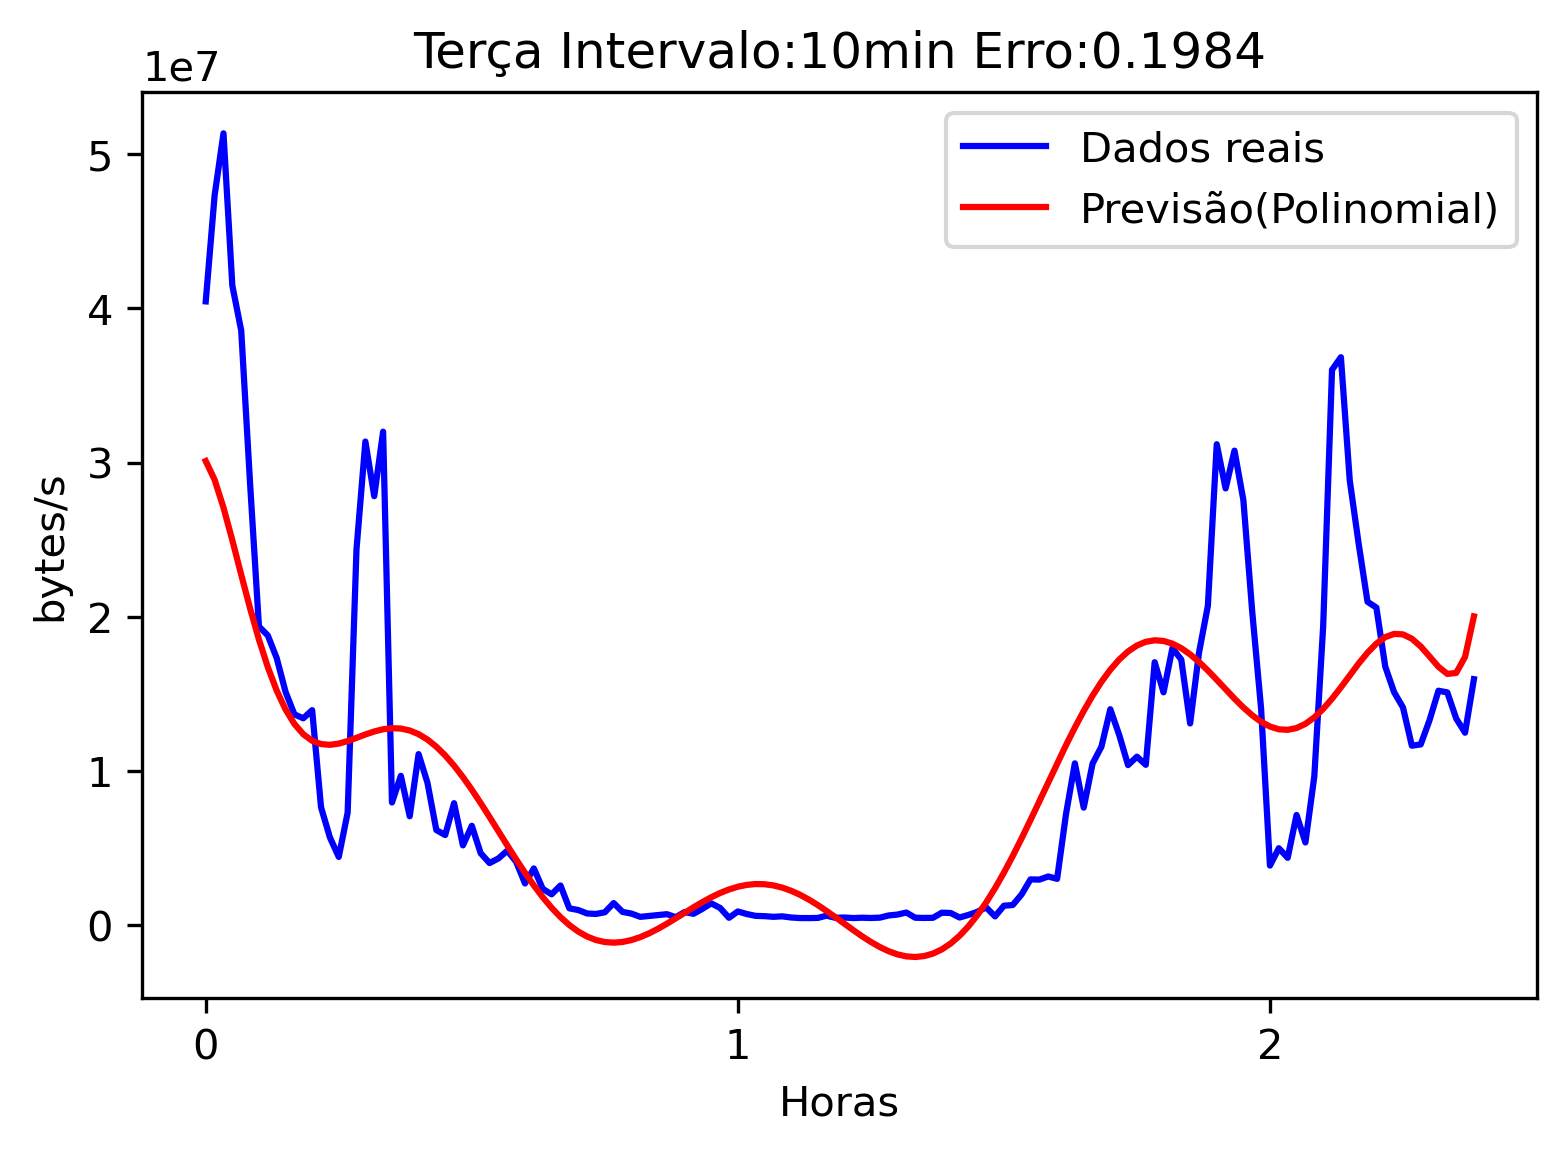 Terça Intervalo:10min Erro:0.1984
1e7
Dados reais
Previsão(Polinomial)
5
4
3
2
1
0
bytes/s
0 1 2
Horas